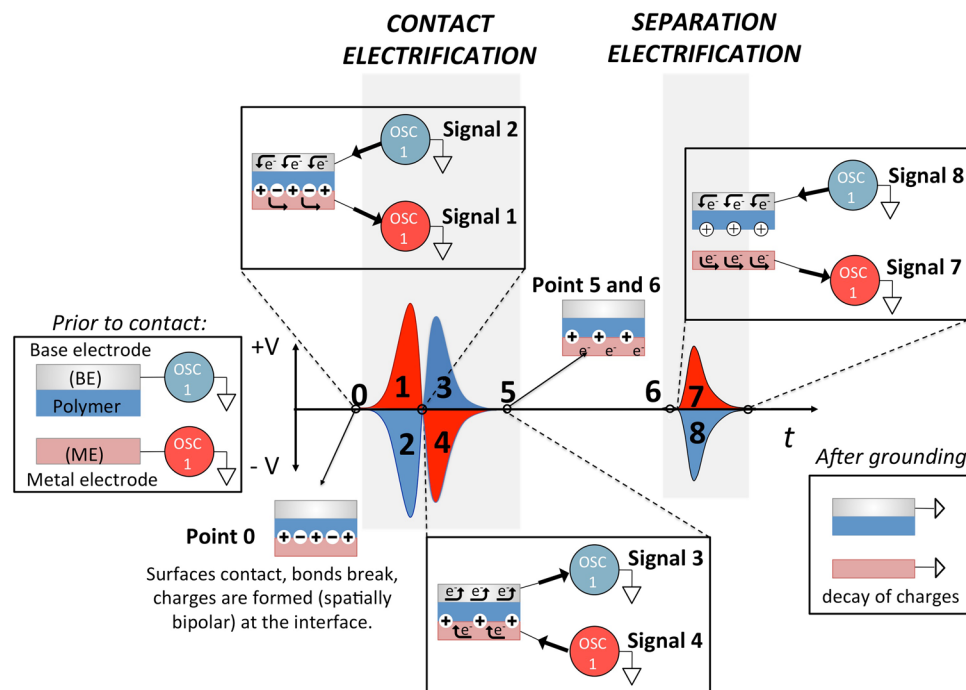 CONTACT
ELECTRIFICATION
SEPARATION
ELECTRIFICATION
OSC
1
Signal 2
e- e- e-
+ − + − +
OSC
1
Signal 1
OSC
1
Signal 8
e- e- e-
+ + +
e- e- e-
OSC
1
Signal 7
Point 5 and 6
+ + +
e- e- e-
Prior to contact:
Base electrode
(BE)
Polymer
OSC
1
(ME)
Metal electrode
OSC
1
+V
- V
0
1
2
3
4
5
6
7
8
t
After grounding
decay of charges
Point 0
+ − + − +
Surfaces contact, bonds break,
charges are formed (spatially
bipolar) at the interface.
e- e- e-
+ + +
e- e-
OSC
1
Signal 3
OSC
1
Signal 4